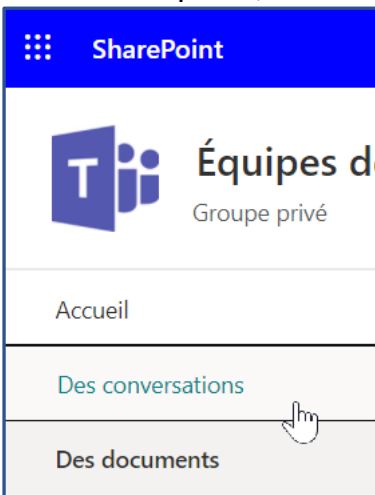 SharePoint
Équipes
Groupe privé
Accueil
Des conversations
Des documents